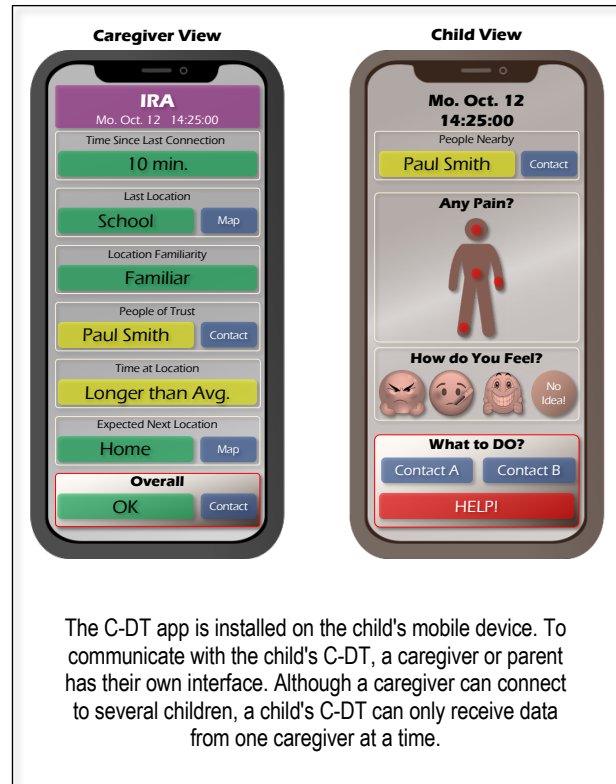 Caregiver View
IRA
Mo. Oct. 12 14:25:00
Time Since Last Connection
10 min.
Last Location
School Map
Location Familiarity
Familiar
People of Trust
Paul Smith Contact
Time at Location
Longer than Avg.
Expected Next Location
Home Map
Overall
OK Contact
Child View
Mo. Oct. 12
14:25:00
People Nearby
Paul Smith Contact
Any Pain?
How do You Feel?
No
Idea!
What to DO?
Contact A Contact B
HELP!
The C-DT app is installed on the child's mobile device. To
communicate with the child's C-DT, a caregiver or parent
has their own interface. Although a caregiver can connect
to several children, a child's C-DT can only receive data
from one caregiver at a time.